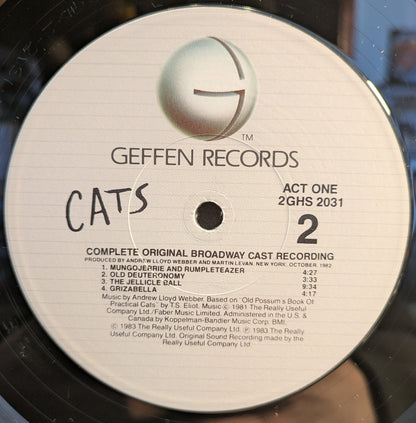 G
TM
GEFFEN RECORDS
CATS
ACT ONE
2GHS 2031
2
COMPLETE ORIGINAL BROADWAY CAST RECORDING
PRODUCED BY ANDREW LLOYD WEBBER AND MARTIN LEVAN, NEW YORK, OCTOBER, 1982
1. MUNGOJERRIE AND RUMPLETEAZER 4:27
2. OLD DEUTERONOMY 3:33
3. THE JELLICLE BALL 9:34
4. GRIZABELLA 4:17
Music by Andrew Lloyd Webber. Based on 'Old Possum's Book Of
Practical Cats' by T.S. Eliot. Music © 1981 The Really Useful
Company Ltd./Faber Music Limited. Administered in the U.S. &
Canada by Koppelman-Bandier Music Corp. BMI.
© 1983 The Really Useful Company Ltd. ℗ 1983 The Really
Useful Company Ltd. Original Sound Recording made by the
Really Useful Company Ltd.